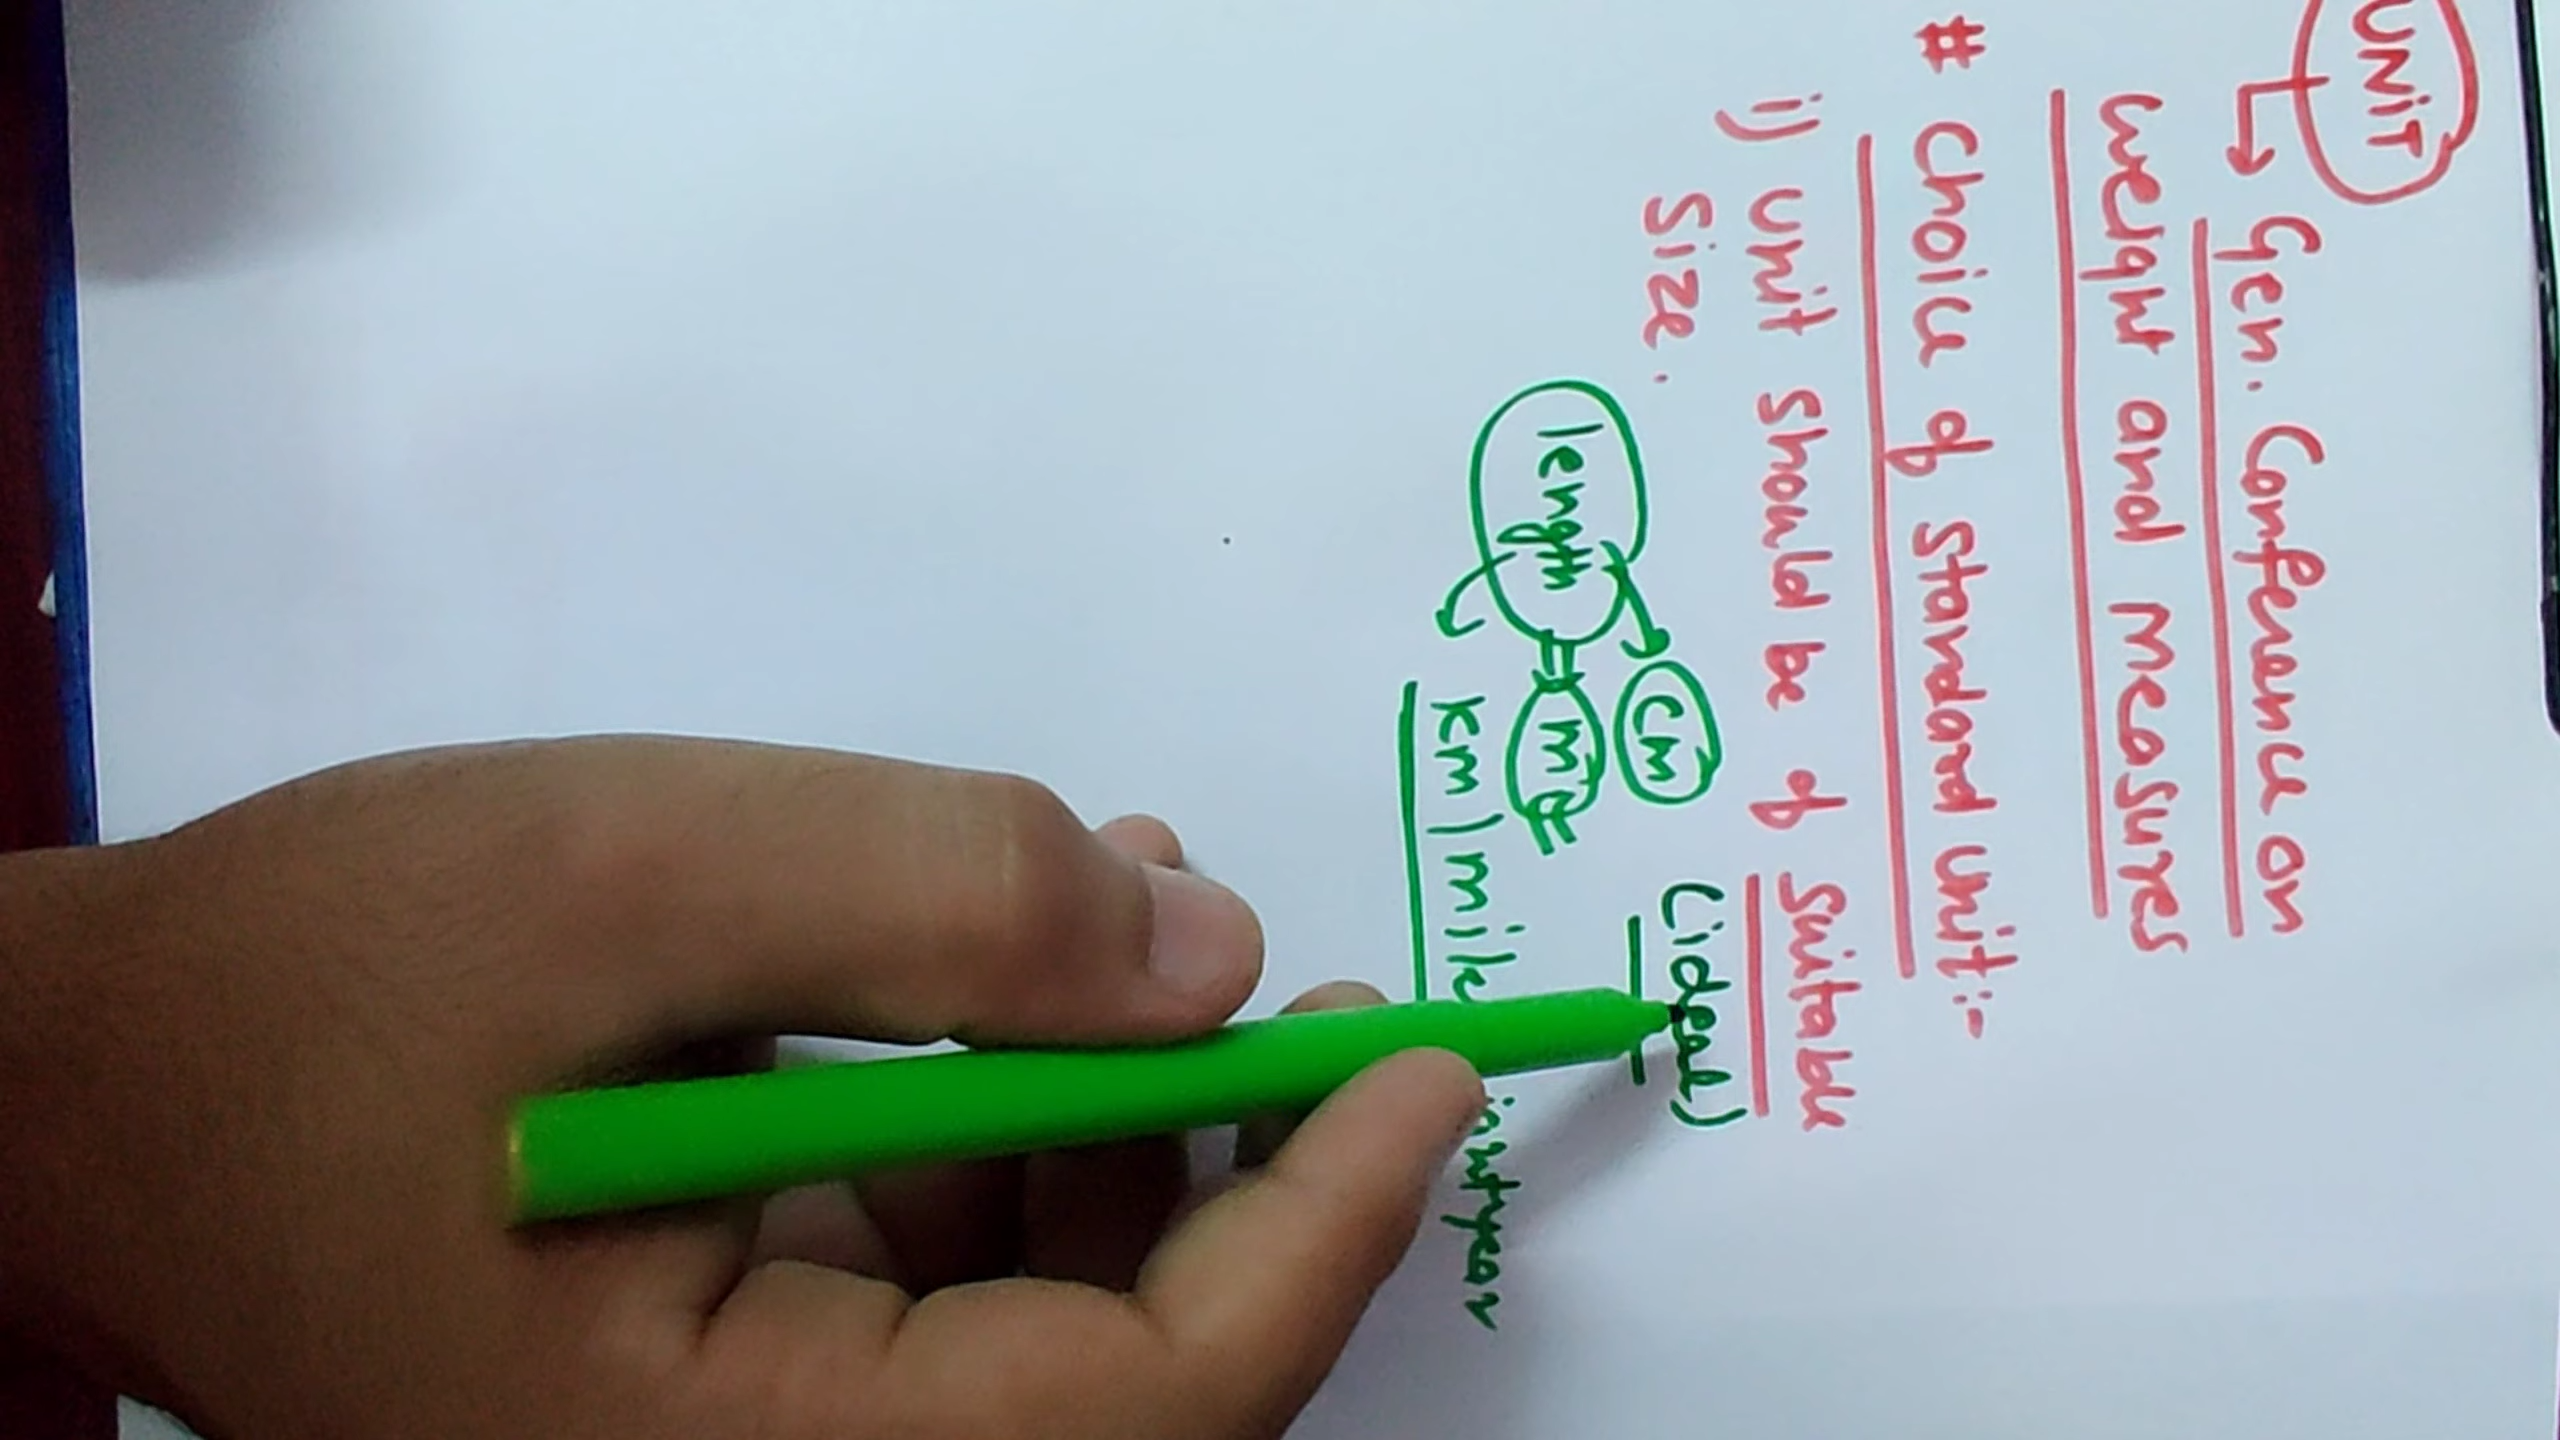 UNIT
↳ Gen. Conference on
Weight and Measures
# Choice of Standard Unit:-
i) Unit should be of Suitable
Size.
(ideal)
cm
length
m
km/mile